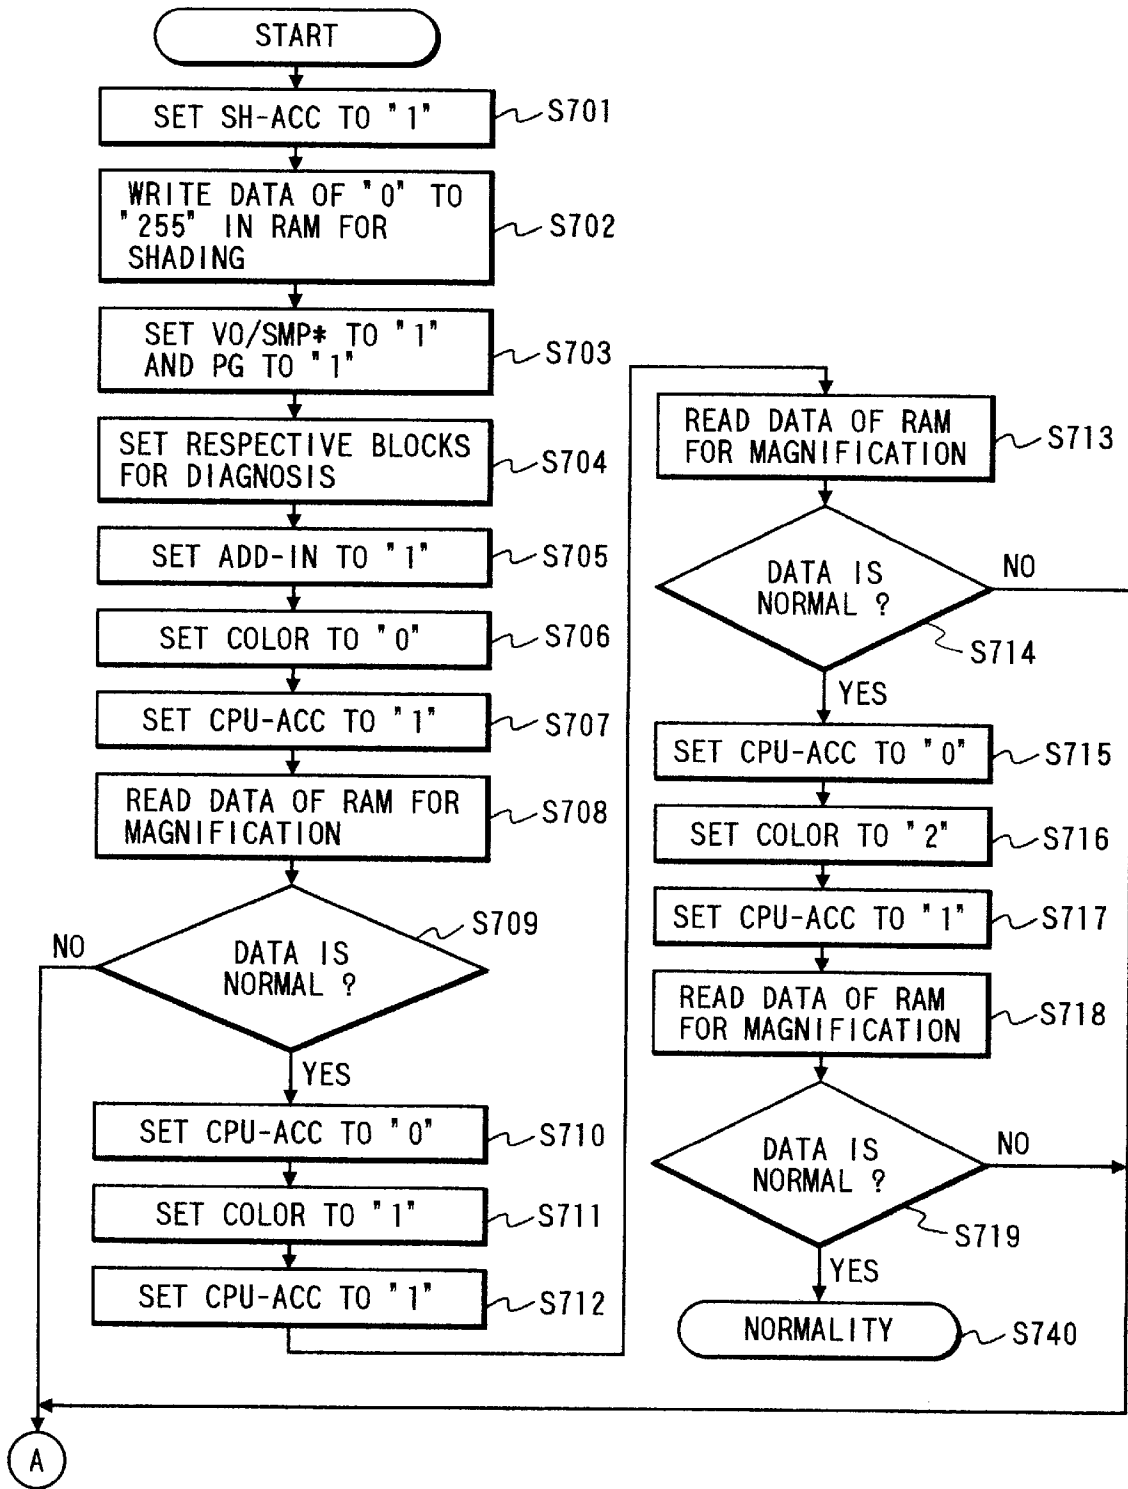 START
SET SH-ACC TO "1"
S701
WRITE DATA OF "0" TO
"255" IN RAM FOR
SHADING
S702
SET VO/SMP* TO "1"
AND PG TO "1"
S703
SET RESPECTIVE BLOCKS
FOR DIAGNOSIS
S704
SET ADD-IN TO "1"
S705
SET COLOR TO "0"
S706
SET CPU-ACC TO "1"
S707
READ DATA OF RAM FOR
MAGNIFICATION
S708
S709
NO
DATA IS
NORMAL ?
YES
SET CPU-ACC TO "0"
S710
SET COLOR TO "1"
S711
SET CPU-ACC TO "1"
S712
READ DATA OF RAM
FOR MAGNIFICATION
S713
DATA IS
NORMAL ?
NO
S714
YES
SET CPU-ACC TO "0"
S715
SET COLOR TO "2"
S716
SET CPU-ACC TO "1"
S717
READ DATA OF RAM
FOR MAGNIFICATION
S718
DATA IS
NORMAL ?
NO
S719
YES
NORMALITY
S740
A